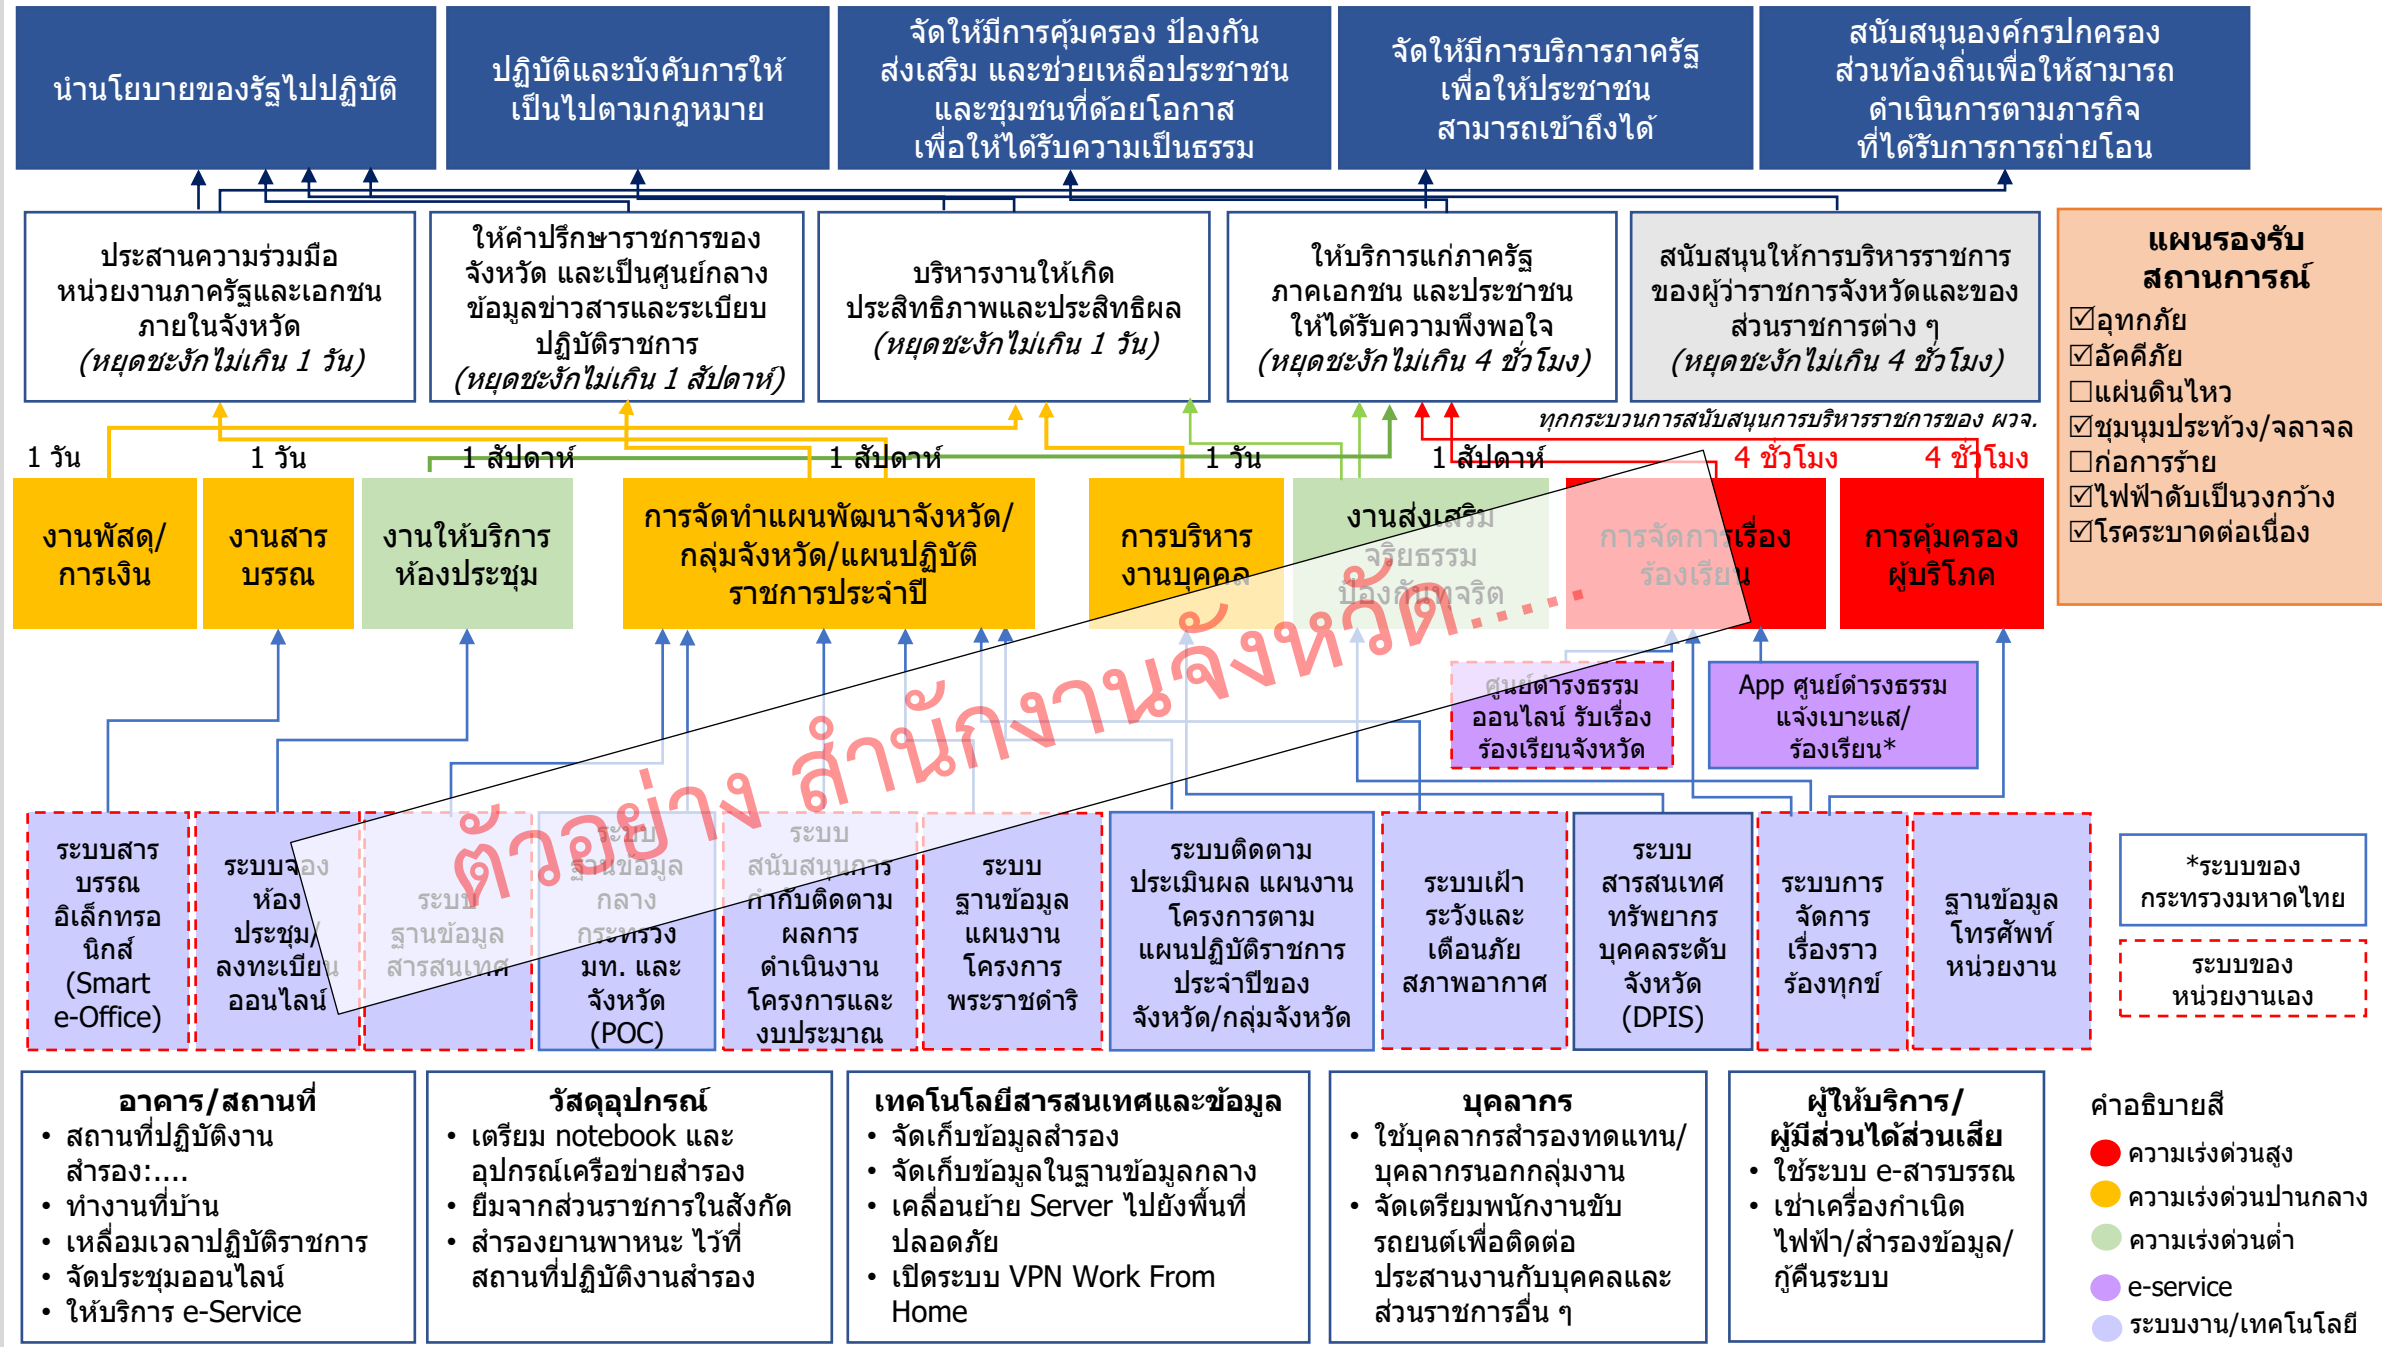 นำนโยบายของรัฐไปปฏิบัติ
ปฏิบัติและบังคับการให้
เป็นไปตามกฎหมาย
จัดให้มีการคุ้มครอง ป้องกัน
ส่งเสริม และช่วยเหลือประชาชน
และชุมชนที่ด้อยโอกาส
เพื่อให้ได้รับความเป็นธรรม
จัดให้มีการบริการภาครัฐ
เพื่อให้ประชาชน
สามารถเข้าถึงได้
สนับสนุนองค์กรปกครอง
ส่วนท้องถิ่นเพื่อให้สามารถ
ดำเนินการตามภารกิจ
ที่ได้รับการการถ่ายโอน
ประสานความร่วมมือ
หน่วยงานภาครัฐและเอกชน
ภายในจังหวัด
(หยุดชะงักไม่เกิน 1 วัน)
ให้คำปรึกษาราชการของ
จังหวัด และเป็นศูนย์กลาง
ข้อมูลข่าวสารและระเบียบ
ปฏิบัติราชการ
(หยุดชะงักไม่เกิน 1 สัปดาห์)
บริหารงานให้เกิด
ประสิทธิภาพและประสิทธิผล
(หยุดชะงักไม่เกิน 1 วัน)
ให้บริการแก่ภาครัฐ
ภาคเอกชน และประชาชน
ให้ได้รับความพึงพอใจ
(หยุดชะงักไม่เกิน 4 ชั่วโมง)
สนับสนุนให้การบริหารราชการ
ของผู้ว่าราชการจังหวัดและของ
ส่วนราชการต่าง ๆ
(หยุดชะงักไม่เกิน 4 ชั่วโมง)
แผนรองรับ
สถานการณ์
☑อุทกภัย
☑อัคคีภัย
☐แผ่นดินไหว
☑ชุมนุมประท้วง/จลาจล
☐ก่อการร้าย
☑ไฟฟ้าดับเป็นวงกว้าง
☑โรคระบาดต่อเนื่อง
ทุกกระบวนการสนับสนุนการบริหารราชการของ ผวจ.
1 วัน
1 วัน
1 สัปดาห์
1 สัปดาห์
1 วัน
1 สัปดาห์
4 ชั่วโมง
4 ชั่วโมง
งานพัสดุ/
การเงิน
งานสาร
บรรณ
งานให้บริการ
ห้องประชุม
การจัดทำแผนพัฒนาจังหวัด/
กลุ่มจังหวัด/แผนปฏิบัติ
ราชการประจำปี
การบริหาร
งานบุคคล
งานส่งเสริม
จริยธรรม
ป้องกันทุจริต
การจัดการเรื่อง
ร้องเรียน
การคุ้มครอง
ผู้บริโภค
ตัวอย่าง สำนักงานจังหวัด.....
ศูนย์ดำรงธรรม
ออนไลน์ รับเรื่อง
ร้องเรียนจังหวัด
App ศูนย์ดำรงธรรม
แจ้งเบาะแส/
ร้องเรียน*
ระบบสาร
บรรณ
อิเล็กทรอ
นิกส์
(Smart
e-Office)
ระบบจอง
ห้อง
ประชุม/
ลงทะเบียน
ออนไลน์
ระบบ
ฐานข้อมูล
สารสนเทศ
ระบบ
ฐานข้อมูล
กลาง
กระทรวง
มท. และ
จังหวัด
(POC)
ระบบ
สนับสนุนการ
กำกับติดตาม
ผลการ
ดำเนินงาน
โครงการและ
งบประมาณ
ระบบ
ฐานข้อมูล
แผนงาน
โครงการ
พระราชดำริ
ระบบติดตาม
ประเมินผล แผนงาน
โครงการตาม
แผนปฏิบัติราชการ
ประจำปีของ
จังหวัด/กลุ่มจังหวัด
ระบบเฝ้า
ระวังและ
เตือนภัย
สภาพอากาศ
ระบบ
สารสนเทศ
ทรัพยากร
บุคคลระดับ
จังหวัด
(DPIS)
ระบบการ
จัดการ
เรื่องราว
ร้องทุกข์
ฐานข้อมูล
โทรศัพท์
หน่วยงาน
*ระบบของ
กระทรวงมหาดไทย
ระบบของ
หน่วยงานเอง
อาคาร/สถานที่
• สถานที่ปฏิบัติงาน
สำรอง:....
• ทำงานที่บ้าน
• เหลื่อมเวลาปฏิบัติราชการ
• จัดประชุมออนไลน์
• ให้บริการ e-Service
วัสดุอุปกรณ์
• เตรียม notebook และ
อุปกรณ์เครือข่ายสำรอง
• ยืมจากส่วนราชการในสังกัด
• สำรองยานพาหนะ ไว้ที่
สถานที่ปฏิบัติงานสำรอง
เทคโนโลยีสารสนเทศและข้อมูล
• จัดเก็บข้อมูลสำรอง
• จัดเก็บข้อมูลในฐานข้อมูลกลาง
• เคลื่อนย้าย Server ไปยังพื้นที่
ปลอดภัย
• เปิดระบบ VPN Work From
Home
บุคลากร
• ใช้บุคลากรสำรองทดแทน/
บุคลากรนอกกลุ่มงาน
• จัดเตรียมพนักงานขับ
รถยนต์เพื่อติดต่อ
ประสานงานกับบุคคลและ
ส่วนราชการอื่น ๆ
ผู้ให้บริการ/
ผู้มีส่วนได้ส่วนเสีย
• ใช้ระบบ e-สารบรรณ
• เช่าเครื่องกำเนิด
ไฟฟ้า/สำรองข้อมูล/
กู้คืนระบบ
คำอธิบายสี
ความเร่งด่วนสูง
ความเร่งด่วนปานกลาง
ความเร่งด่วนต่ำ
e-service
ระบบงาน/เทคโนโลยี